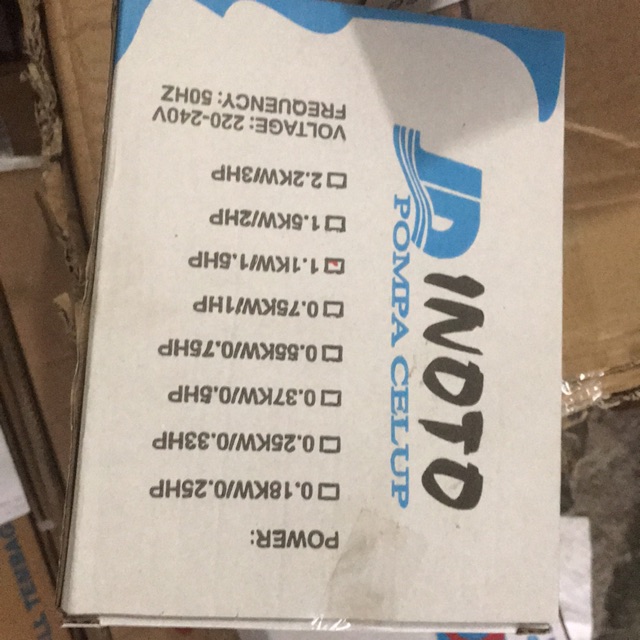 POWER:
0.18KW/0.25HP
0.25KW/0.33HP
0.37KW/0.5HP
0.55KW/0.75HP
0.75KW/1HP
1.1KW/1.5HP
1.5KW/2HP
2.2KW/3HP
VOLTAGE: 220-240V
FREQUENCY: 50HZ
JD
POMPA CELUP
INOTO